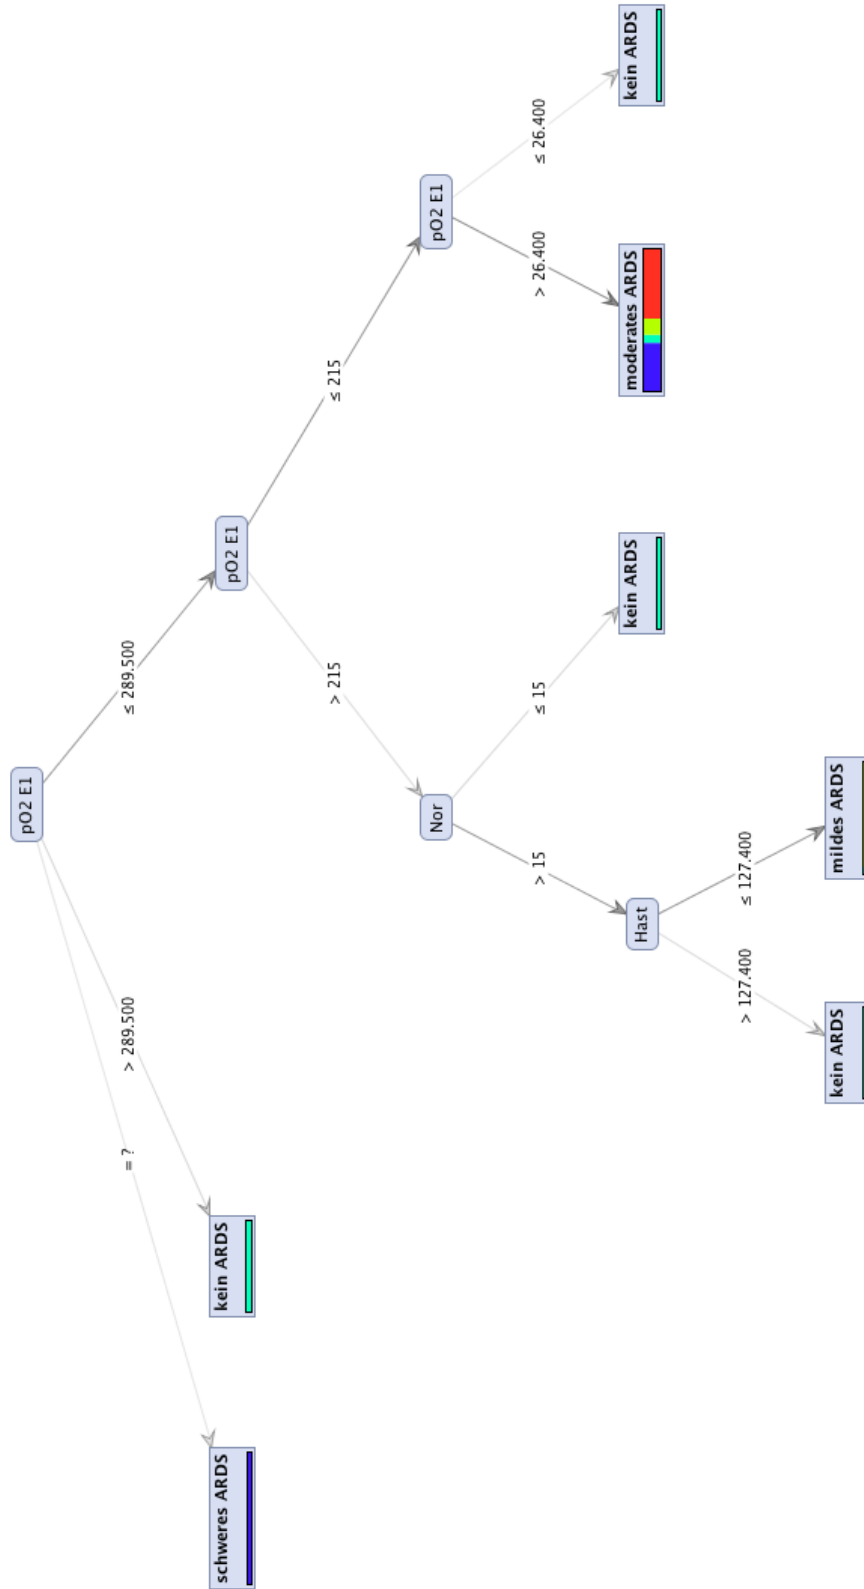 pO2 E1
= ?
> 289.500
≤ 289.500
schweres ARDS
kein ARDS
pO2 E1
> 215
≤ 215
Nor
pO2 E1
> 15
≤ 15
> 26.400
≤ 26.400
Hast
kein ARDS
moderates ARDS
kein ARDS
> 127.400
≤ 127.400
kein ARDS
mildes ARDS